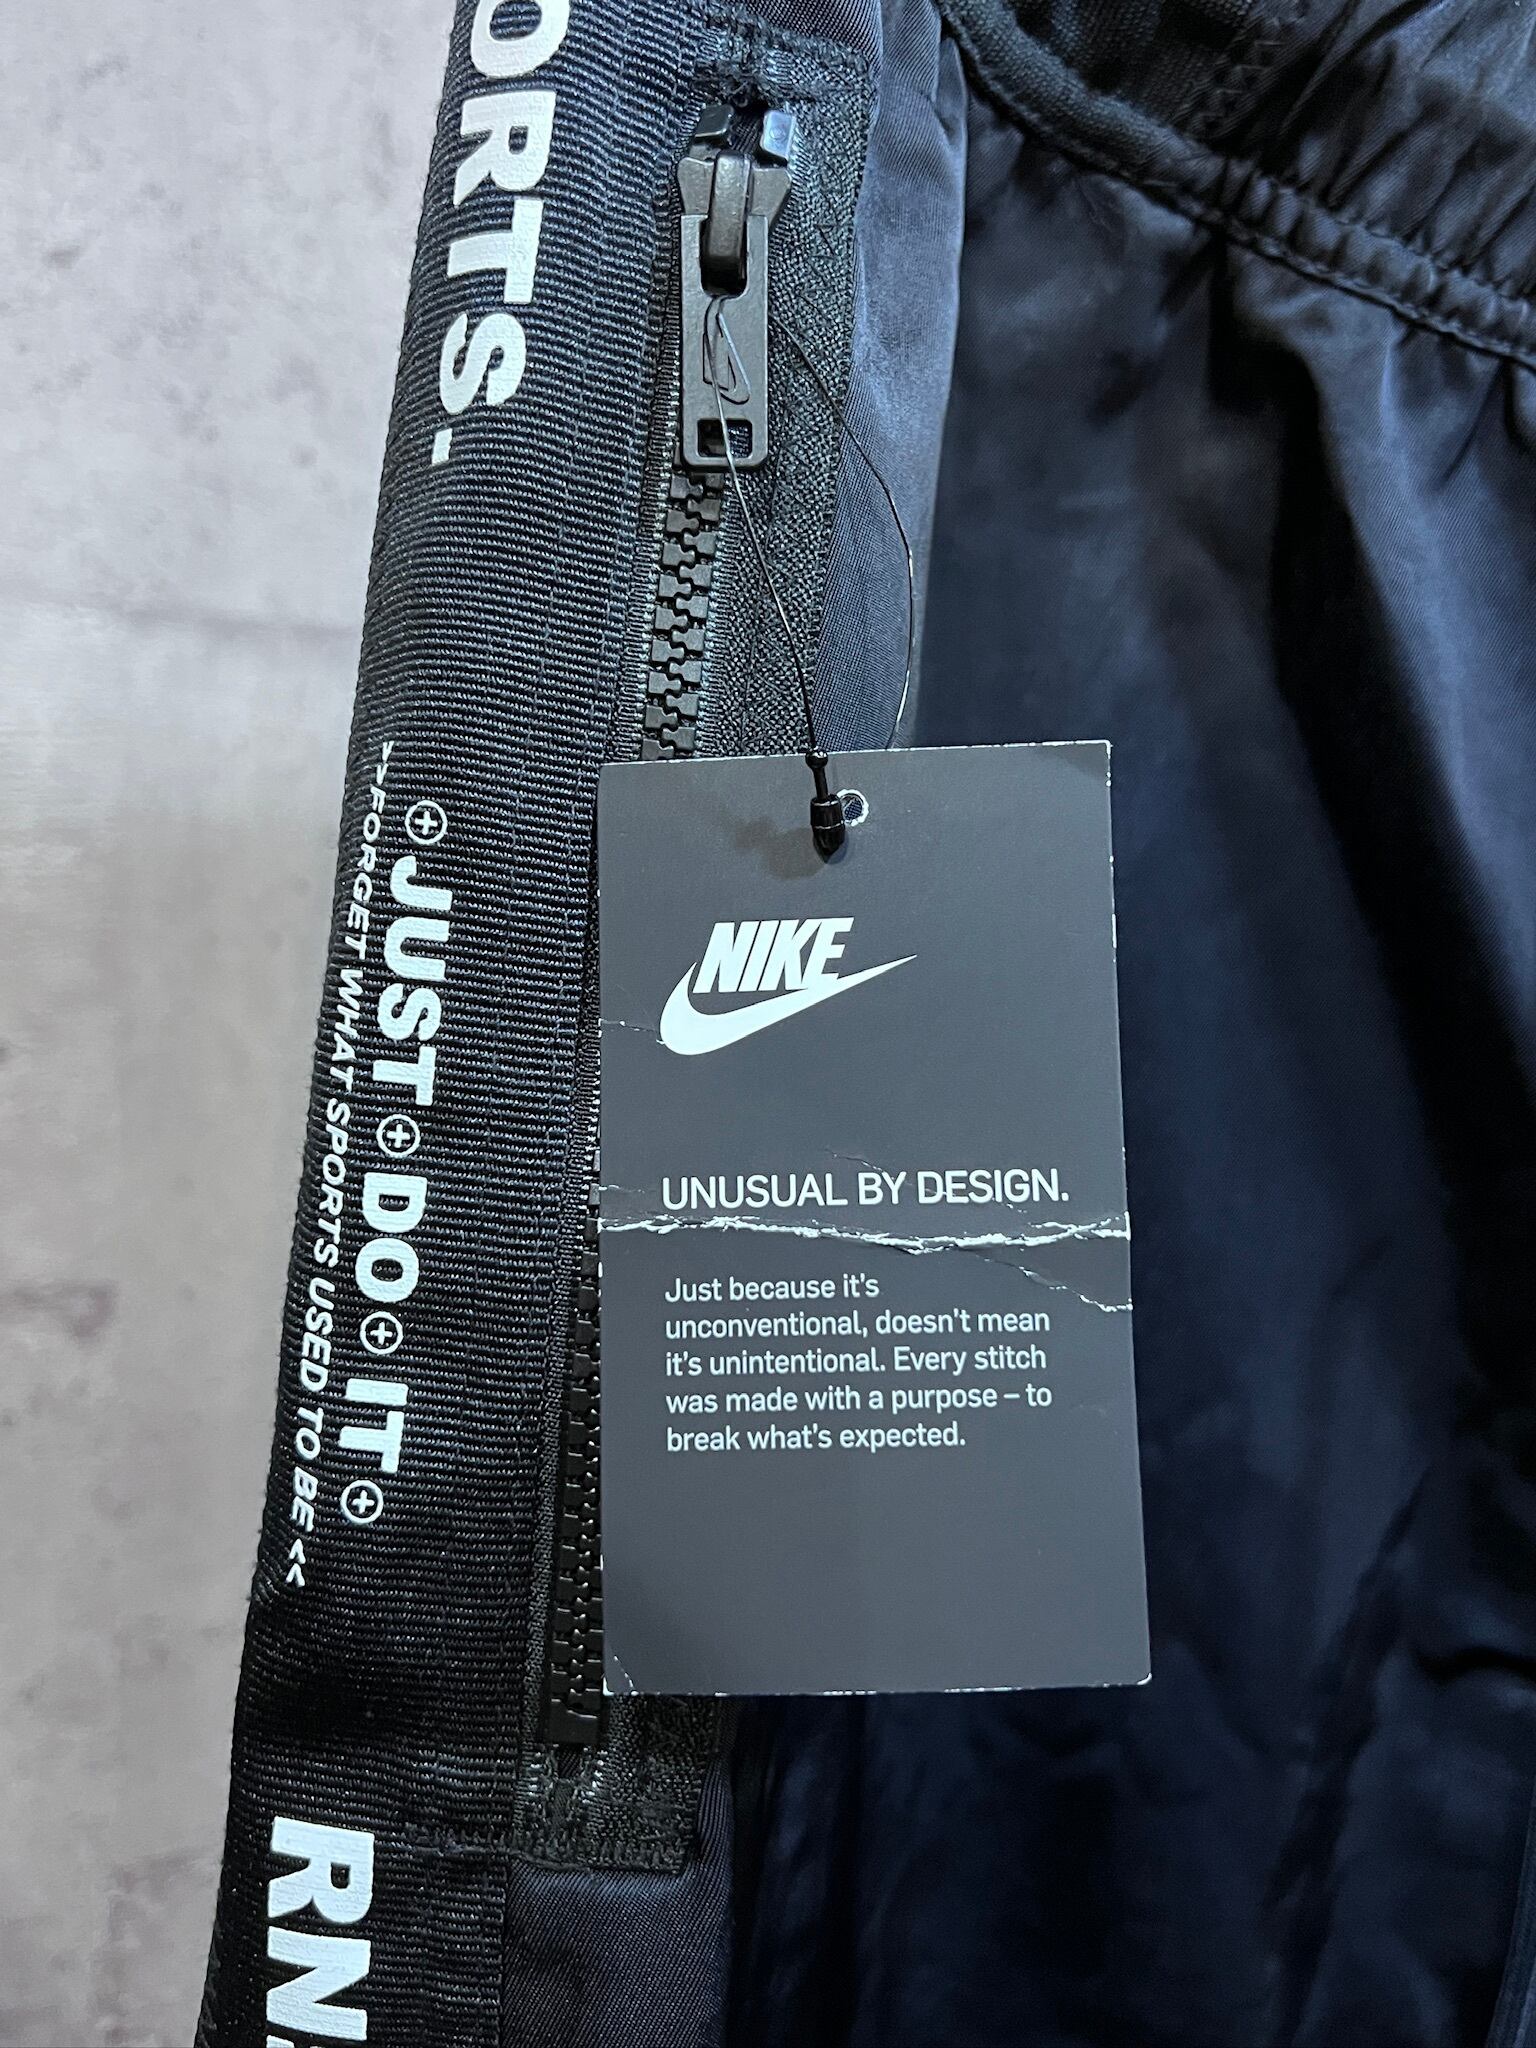 ORTS.
⊕ JUST ⊕ DO ⊕ IT ⊕
>>FORGET WHAT SPORTS USED TO BE <<
RN
NIKE
UNUSUAL BY DESIGN.
Just because it's
unconventional, doesn't mean
it's unintentional. Every stitch
was made with a purpose – to
break what's expected.